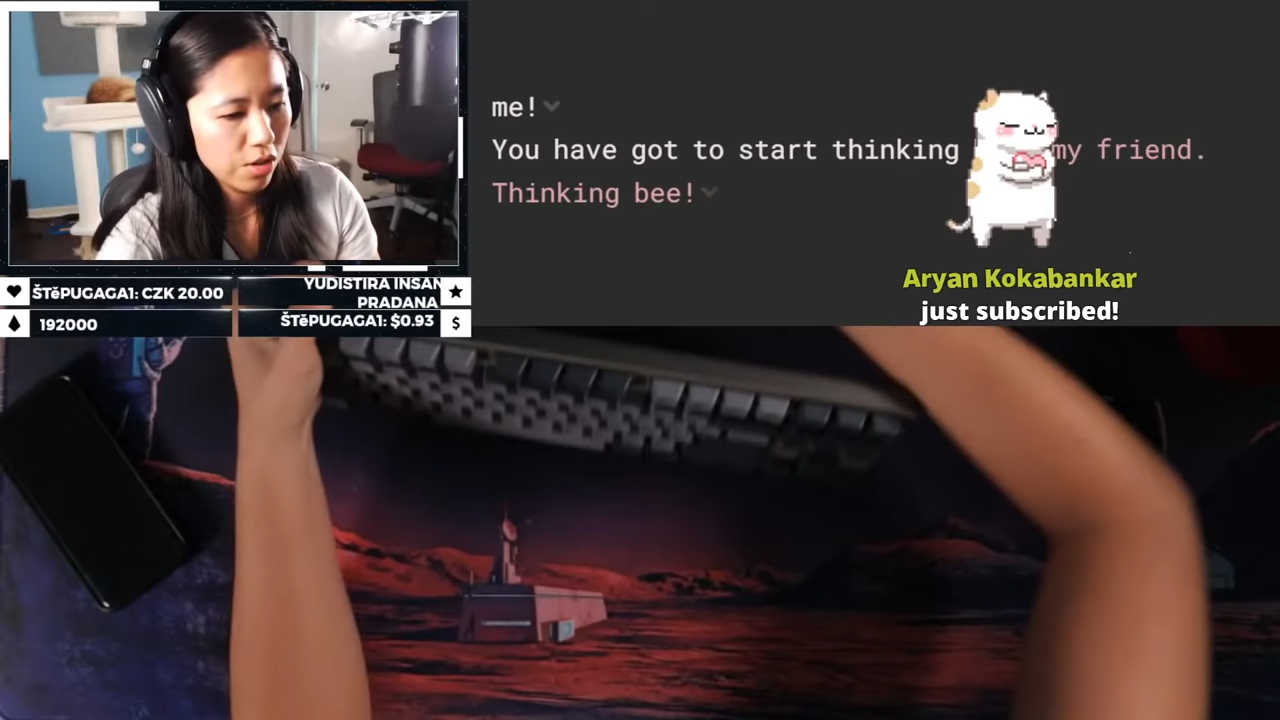 me!
You have got to start thinking my friend.
Thinking bee!
Aryan Kokabankar
just subscribed!
ŠTěPUGAGA1: CZK 20.00
YUDISTIRA INSAN
PRADANA
192000
ŠTěPUGAGA1: $0.93
$